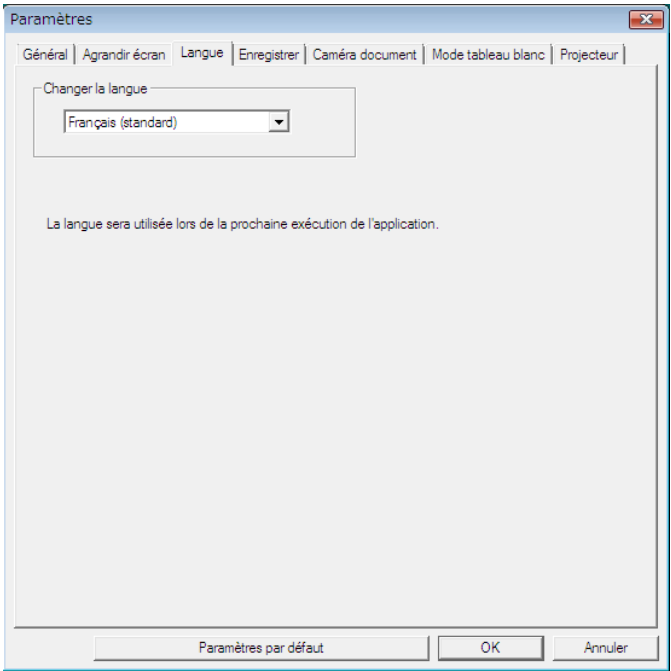 Paramètres
Général Agrandir écran Langue Enregistrer Caméra document Mode tableau blanc Projecteur
Changer la langue
Français (standard)
La langue sera utilisée lors de la prochaine exécution de l'application.
Paramètres par défaut OK Annuler